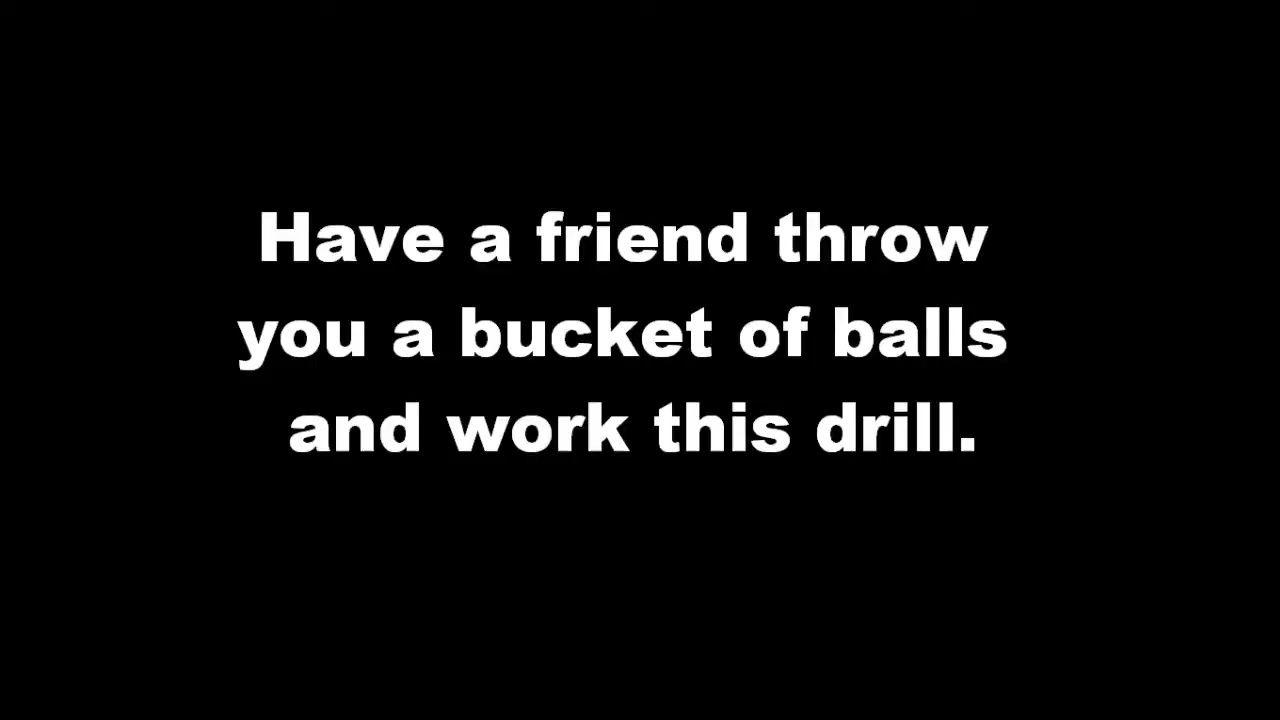 Have a friend throw
you a bucket of balls
and work this drill.